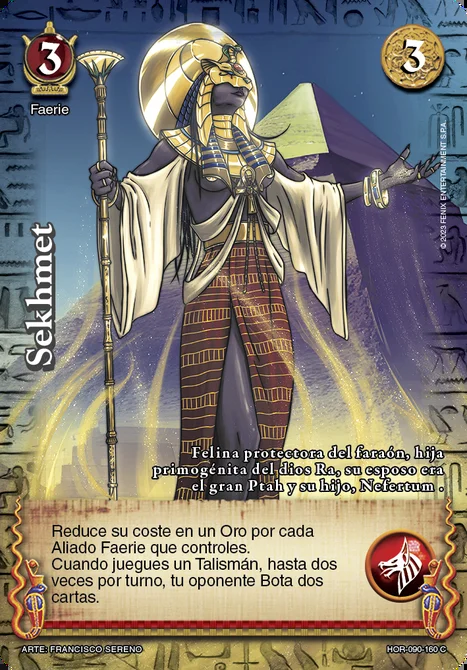 3
3
Faerie
© 2023 FENIX ENTERTAINMENT S.P.A.
Sekhmet
Felina protectora del faraón, hija
primogénita del dios Ra, su esposo era
el gran Ptah y su hijo, Nefertum .
Reduce su coste en un Oro por cada
Aliado Faerie que controles.
Cuando juegues un Talismán, hasta dos
veces por turno, tu oponente Bota dos
cartas.
ARTE: FRANCISCO SERENO
HOR-090-160 C